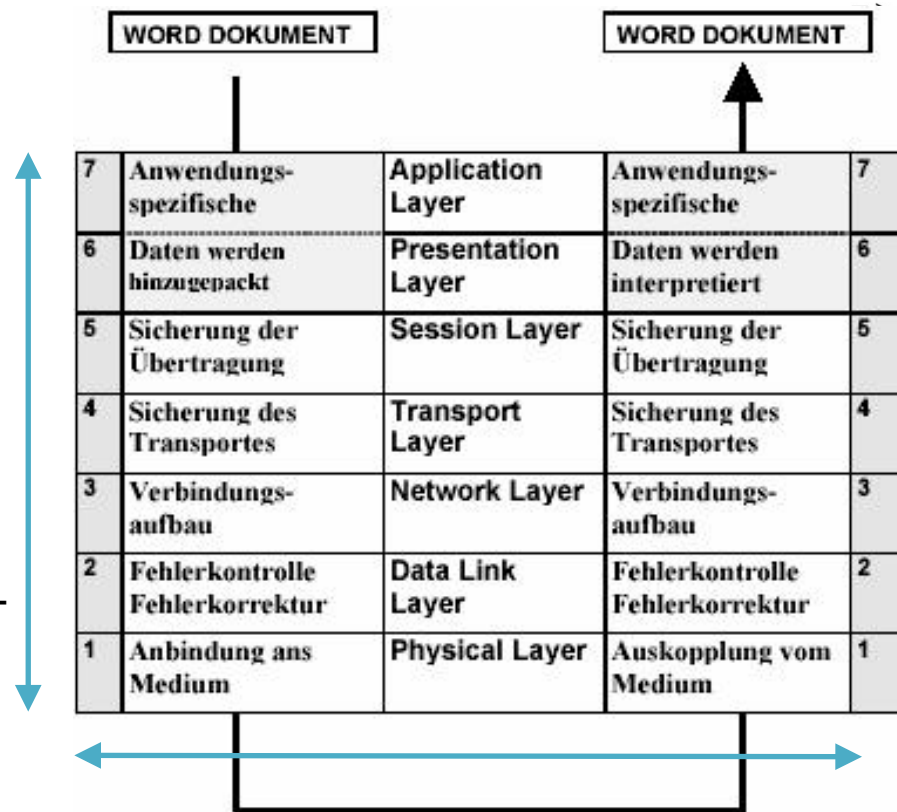 WORD DOKUMENT WORD DOKUMENT
7 Anwendungs- Application Anwendungs- 7
spezifische Layer spezifische
6 Daten werden Presentation Daten werden 6
hinzugepackt Layer interpretiert
5 Sicherung der Session Layer Sicherung der 5
Übertragung Übertragung
4 Sicherung des Transport Sicherung des 4
Transportes Layer Transportes
3 Verbindungs- Network Layer Verbindungs- 3
aufbau aufbau
2 Fehlerkontrolle Data Link Fehlerkontrolle 2
Fehlerkorrektur Layer Fehlerkorrektur
1 Anbindung ans Physical Layer Auskopplung vom 1
Medium Medium